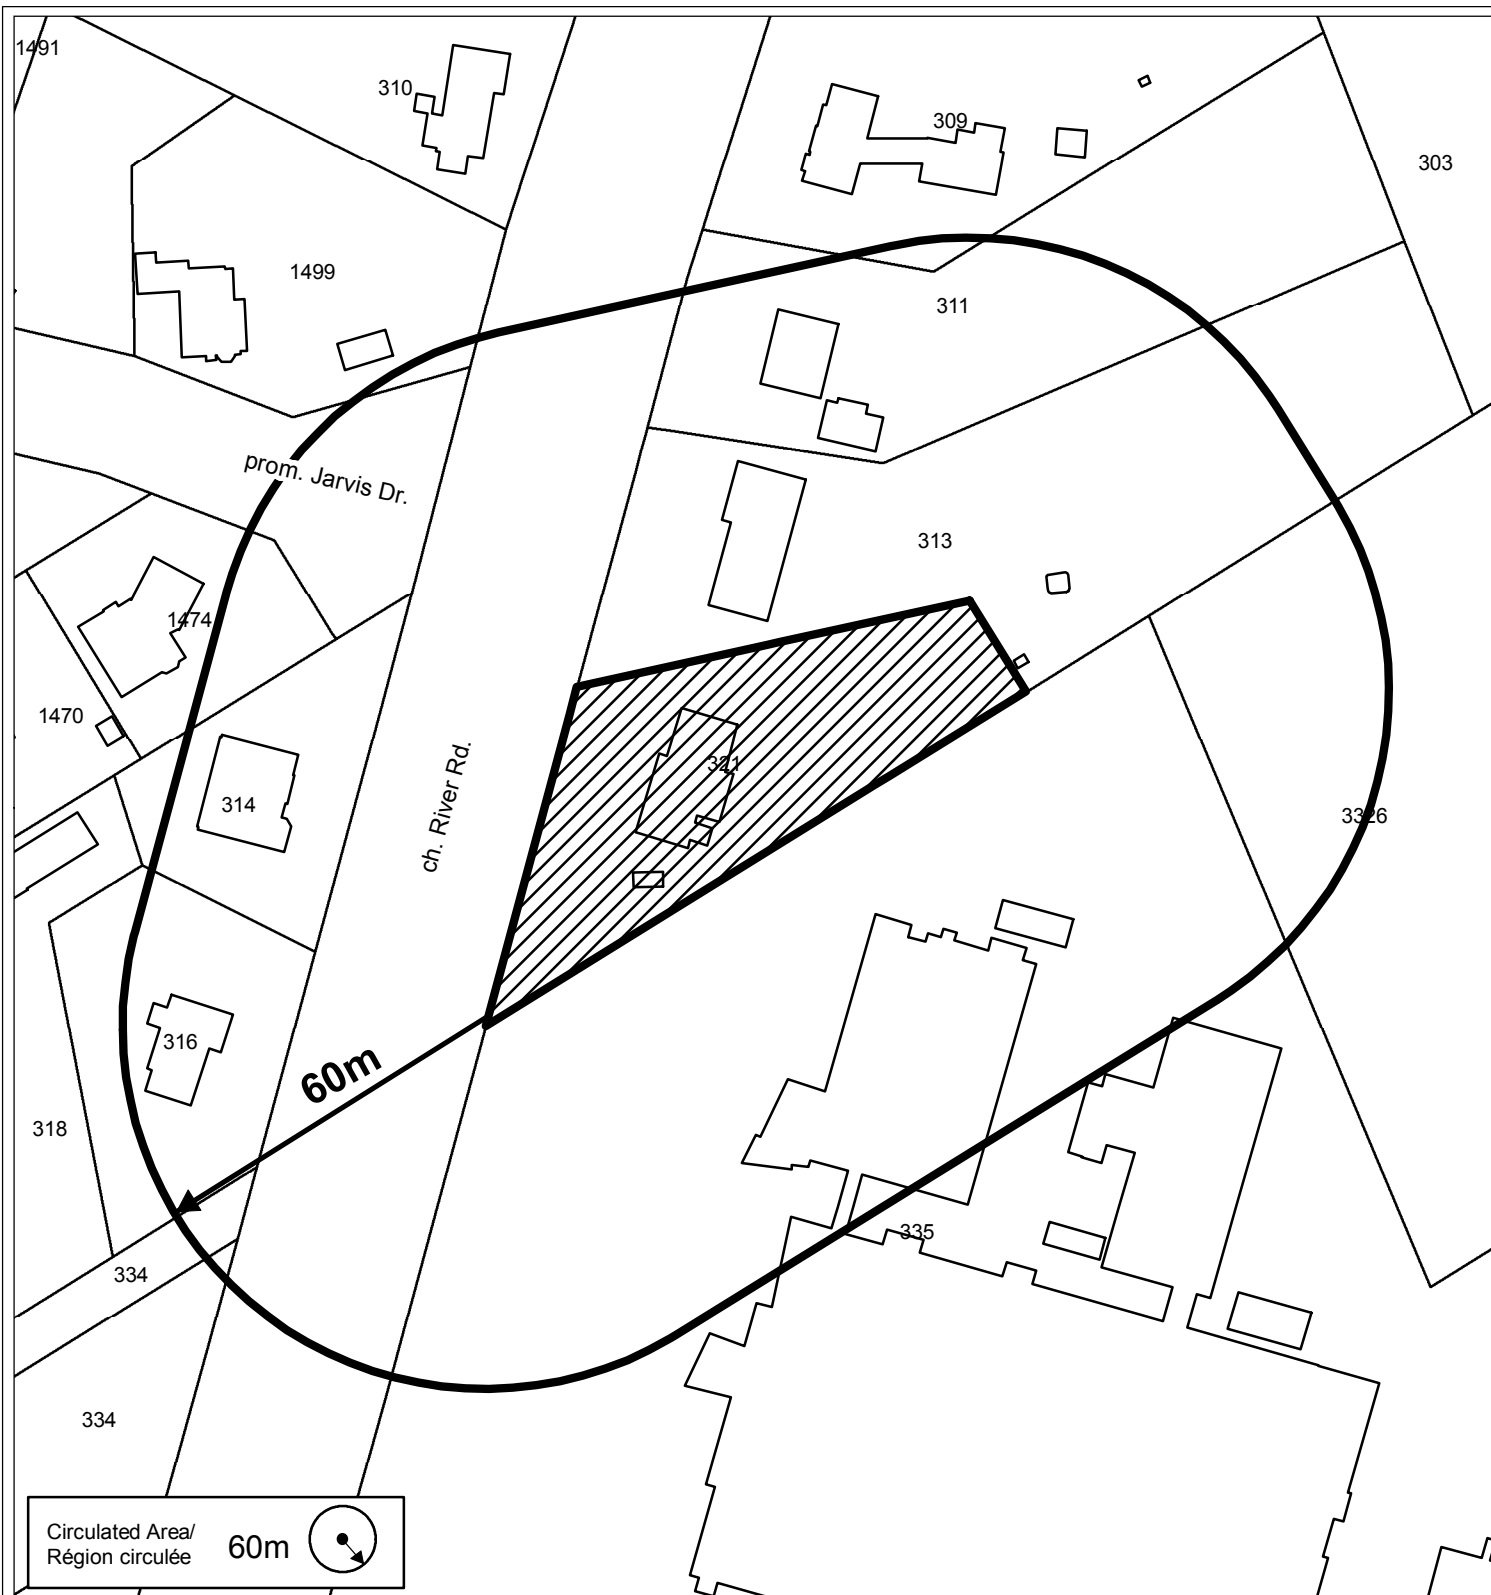 1491
310
309
303
1499
311
prom. Jarvis Dr.
313
1474
1470
321
ch. River Rd.
314
3326
316
60m
318
335
334
334
Circulated Area/
Région circulée
60m